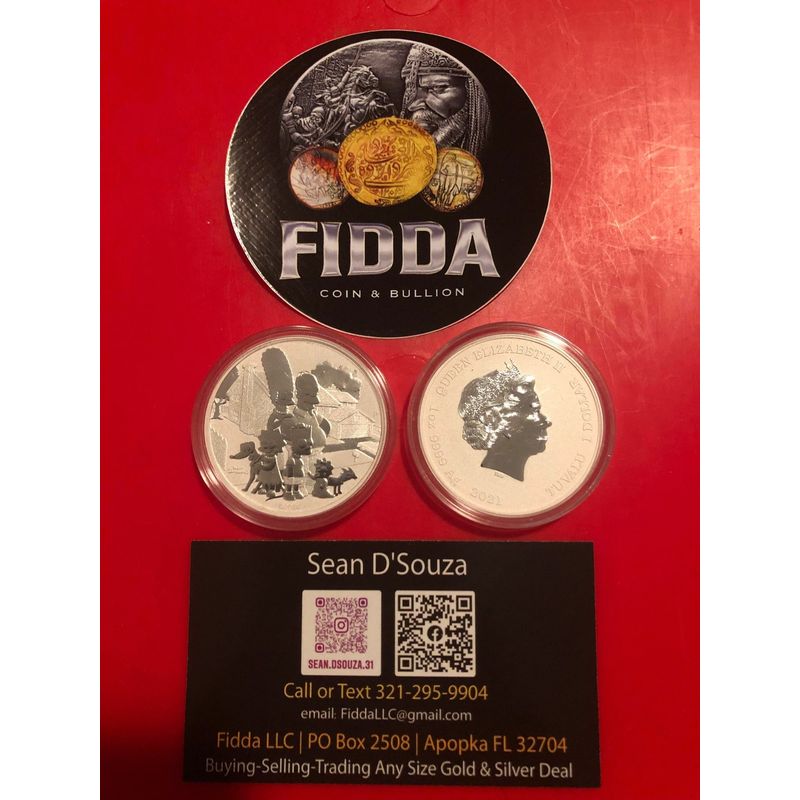 FIDDA
COIN & BULLION
1oz 9999 Ag QUEEN ELIZABETH II
2021 TUVALU 1 DOLLAR
Sean D'Souza
SEAN.DSOUZA.31
Call or Text 321-295-9904
email: FiddaLLC@gmail.com
Fidda LLC | PO Box 2508 | Apopka FL 32704
Buying-Selling-Trading Any Size Gold & Silver Deal